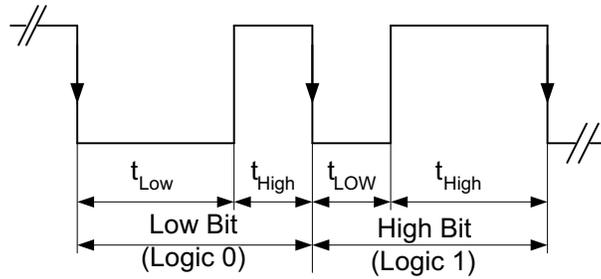 tLow tHigh tLOW tHigh
Low Bit
(Logic 0)
High Bit
(Logic 1)